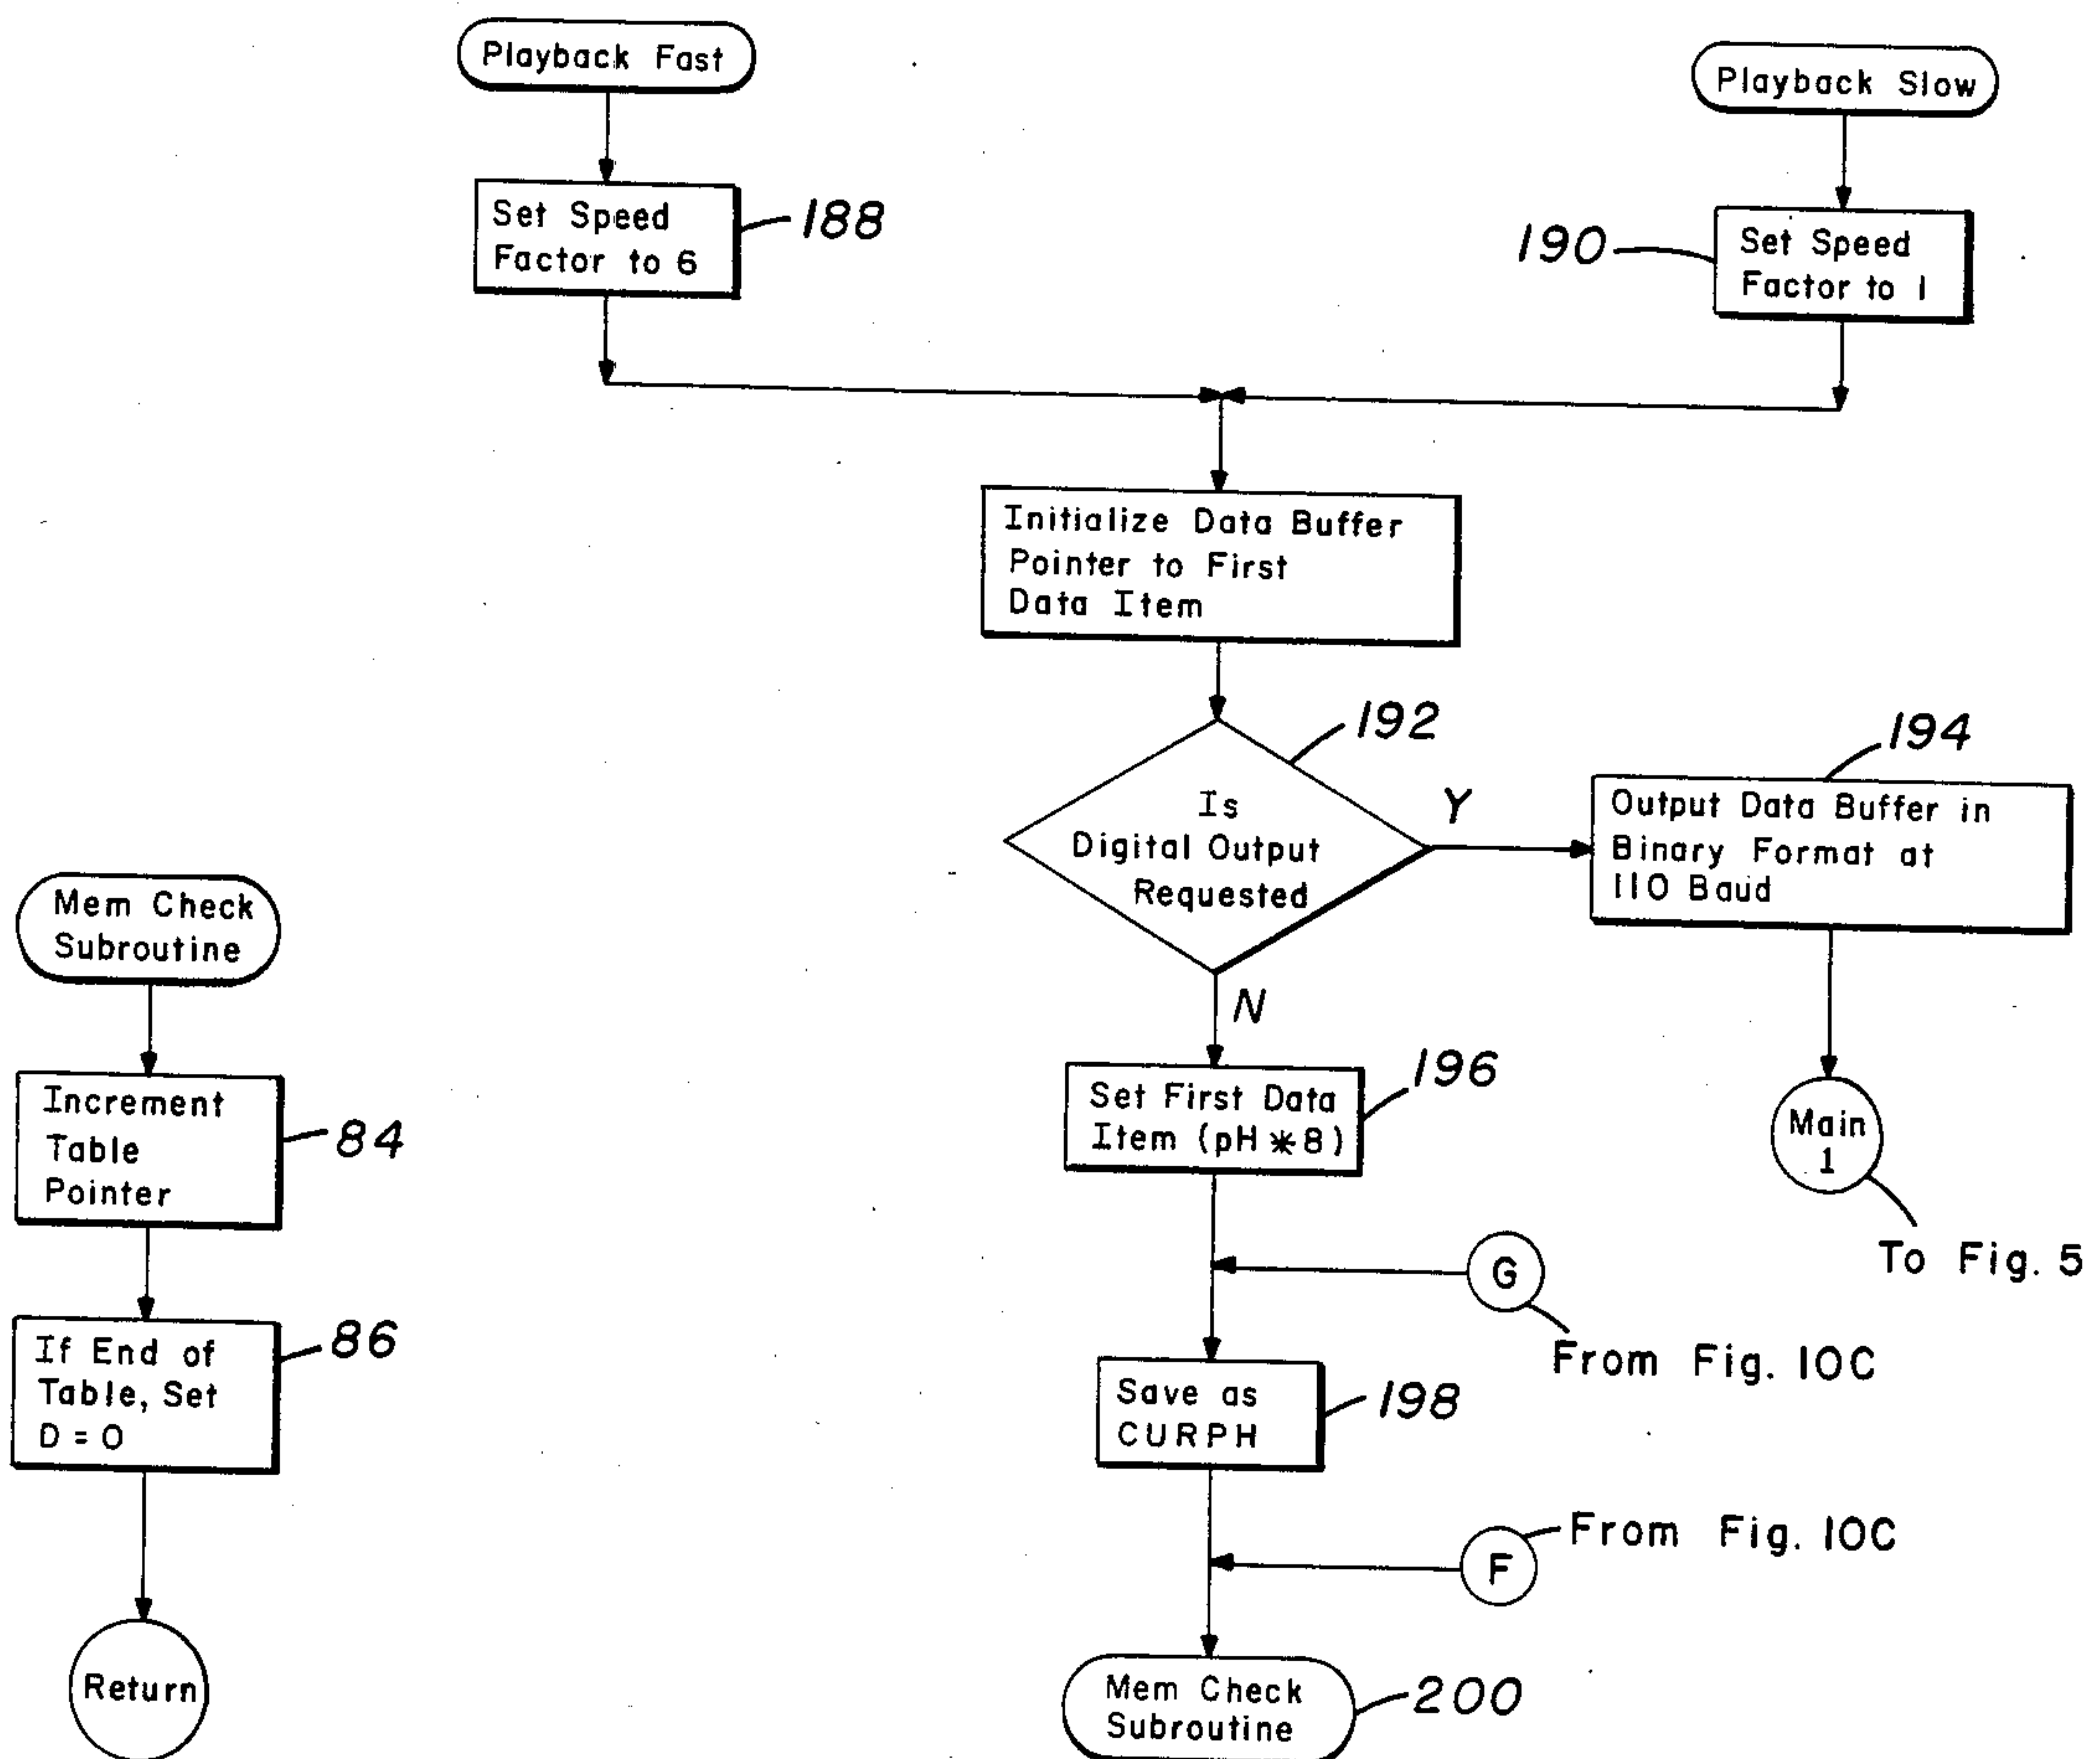 Playback Fast
Playback Slow
Set Speed
Factor to 6
188
190
Set Speed
Factor to 1
Initialize Data Buffer
Pointer to First
Data Item
192
Is
Digital Output
Requested
Y
194
Output Data Buffer in
Binary Format at
110 Baud
N
Main
1
To Fig. 5
196
Set First Data
Item (pH * 8)
G
From Fig. 10C
198
Save as
CURPH
F
From Fig. 10C
Mem Check
Subroutine
200
Mem Check
Subroutine
Increment
Table
Pointer
84
If End of
Table, Set
D = 0
86
Return